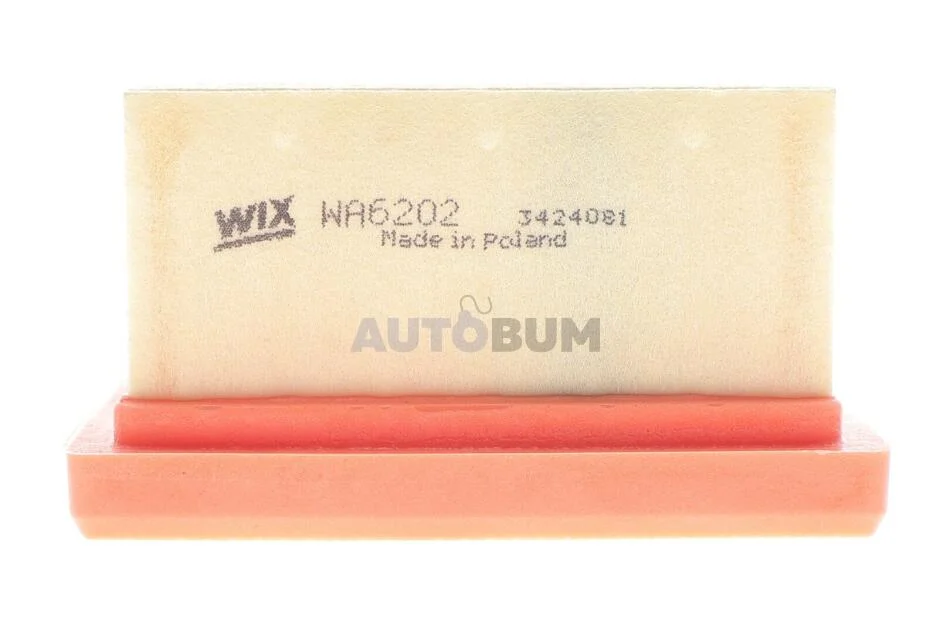 WIX WA6202 3424081
Made in Poland
AUTOBUM